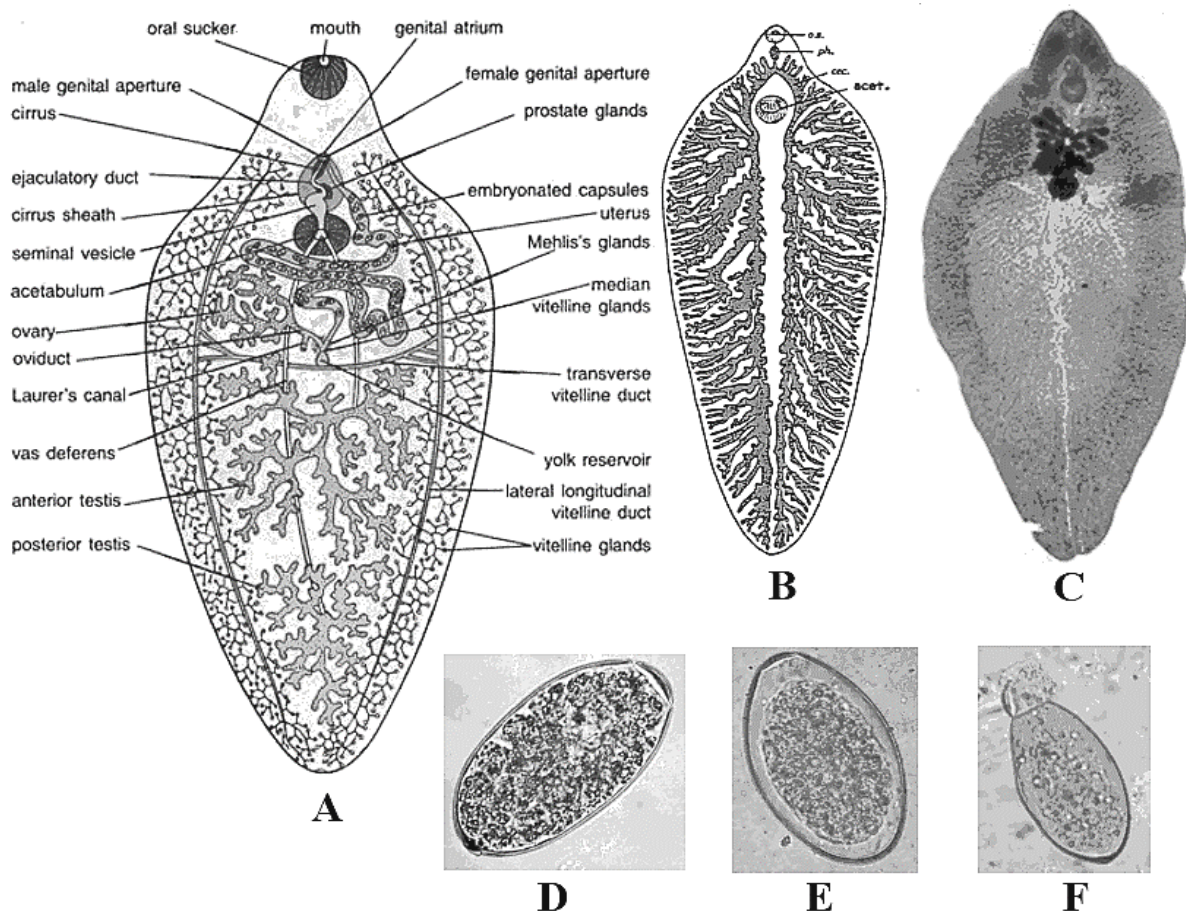 oral sucker
mouth
genital atrium
male genital aperture
female genital aperture
cirrus
prostate glands
ejaculatory duct
embryonated capsules
cirrus sheath
uterus
seminal vesicle
Mehlis's glands
acetabulum
median
vitelline glands
ovary
oviduct
Laurer's canal
transverse
vitelline duct
vas deferens
yolk reservoir
anterior testis
lateral longitudinal
vitelline duct
posterior testis
vitelline glands
A
o.s.
ph.
cec.
acet.
B
C
D
E
F